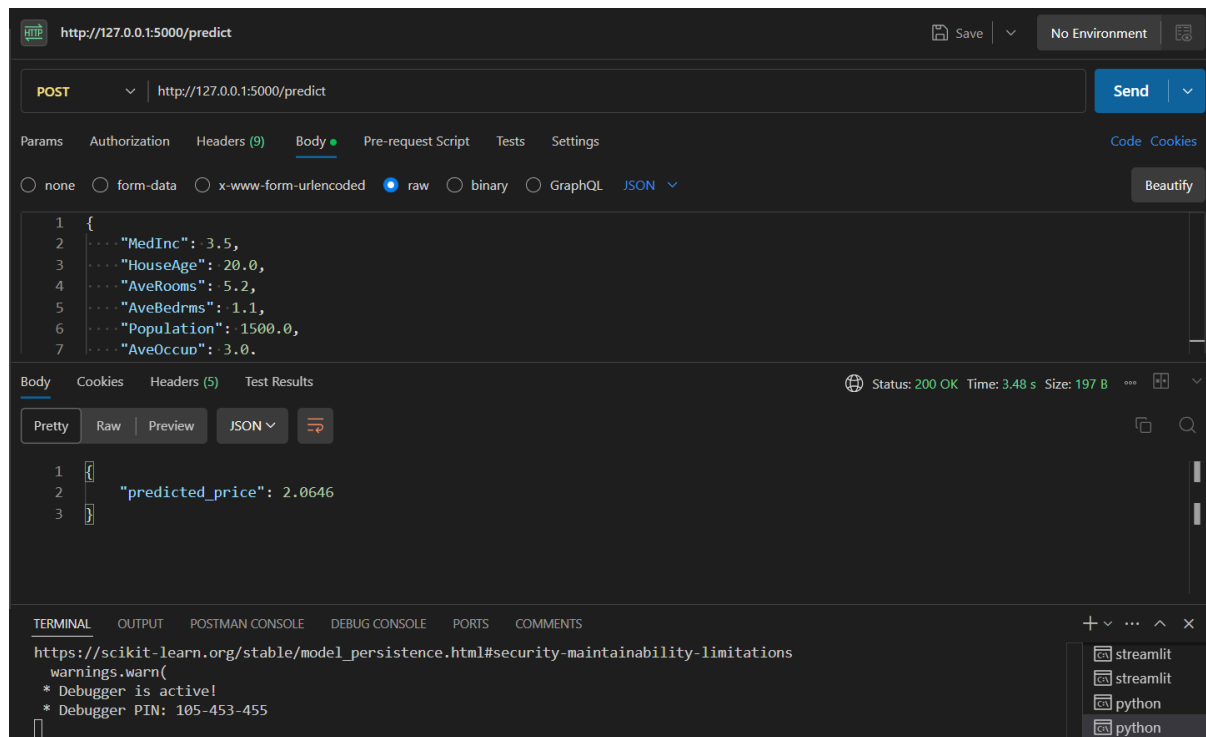 HTTP http://127.0.0.1:5000/predict Save No Environment
POST http://127.0.0.1:5000/predict Send
Params Authorization Headers (9) Body Pre-request Script Tests Settings Code Cookies
none form-data x-www-form-urlencoded raw binary GraphQL JSON Beautify
1 {
2 ····"MedInc":·3.5,
3 ····"HouseAge":·20.0,
4 ····"AveRooms":·5.2,
5 ····"AveBedrms":·1.1,
6 ····"Population":·1500.0,
7 ····"AveOccup":·3.0,
Body Cookies Headers (5) Test Results Status: 200 OK Time: 3.48 s Size: 197 B
Pretty Raw Preview JSON
1 {
2 "predicted_price": 2.0646
3 }
TERMINAL OUTPUT POSTMAN CONSOLE DEBUG CONSOLE PORTS COMMENTS
https://scikit-learn.org/stable/model_persistence.html#security-maintainability-limitations
warnings.warn(
* Debugger is active!
* Debugger PIN: 105-453-455
streamlit
streamlit
python
python